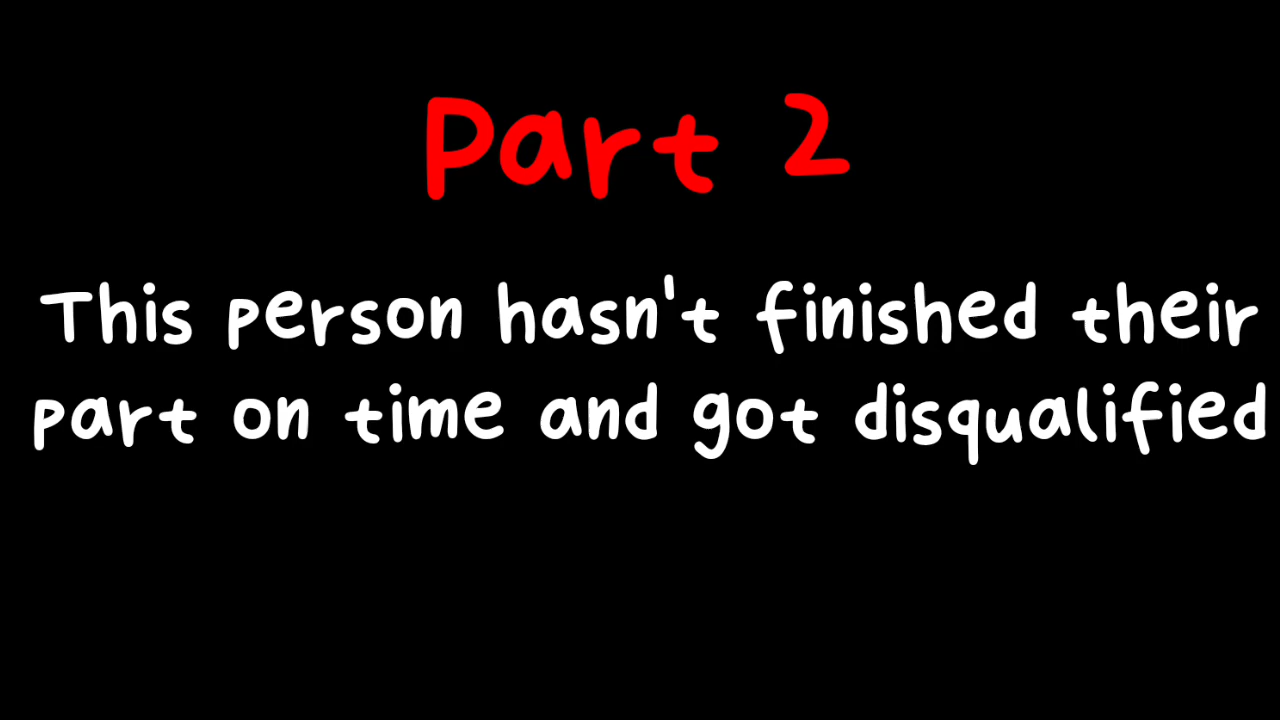 Part 2
This person hasn't finished their
part on time and got disqualified